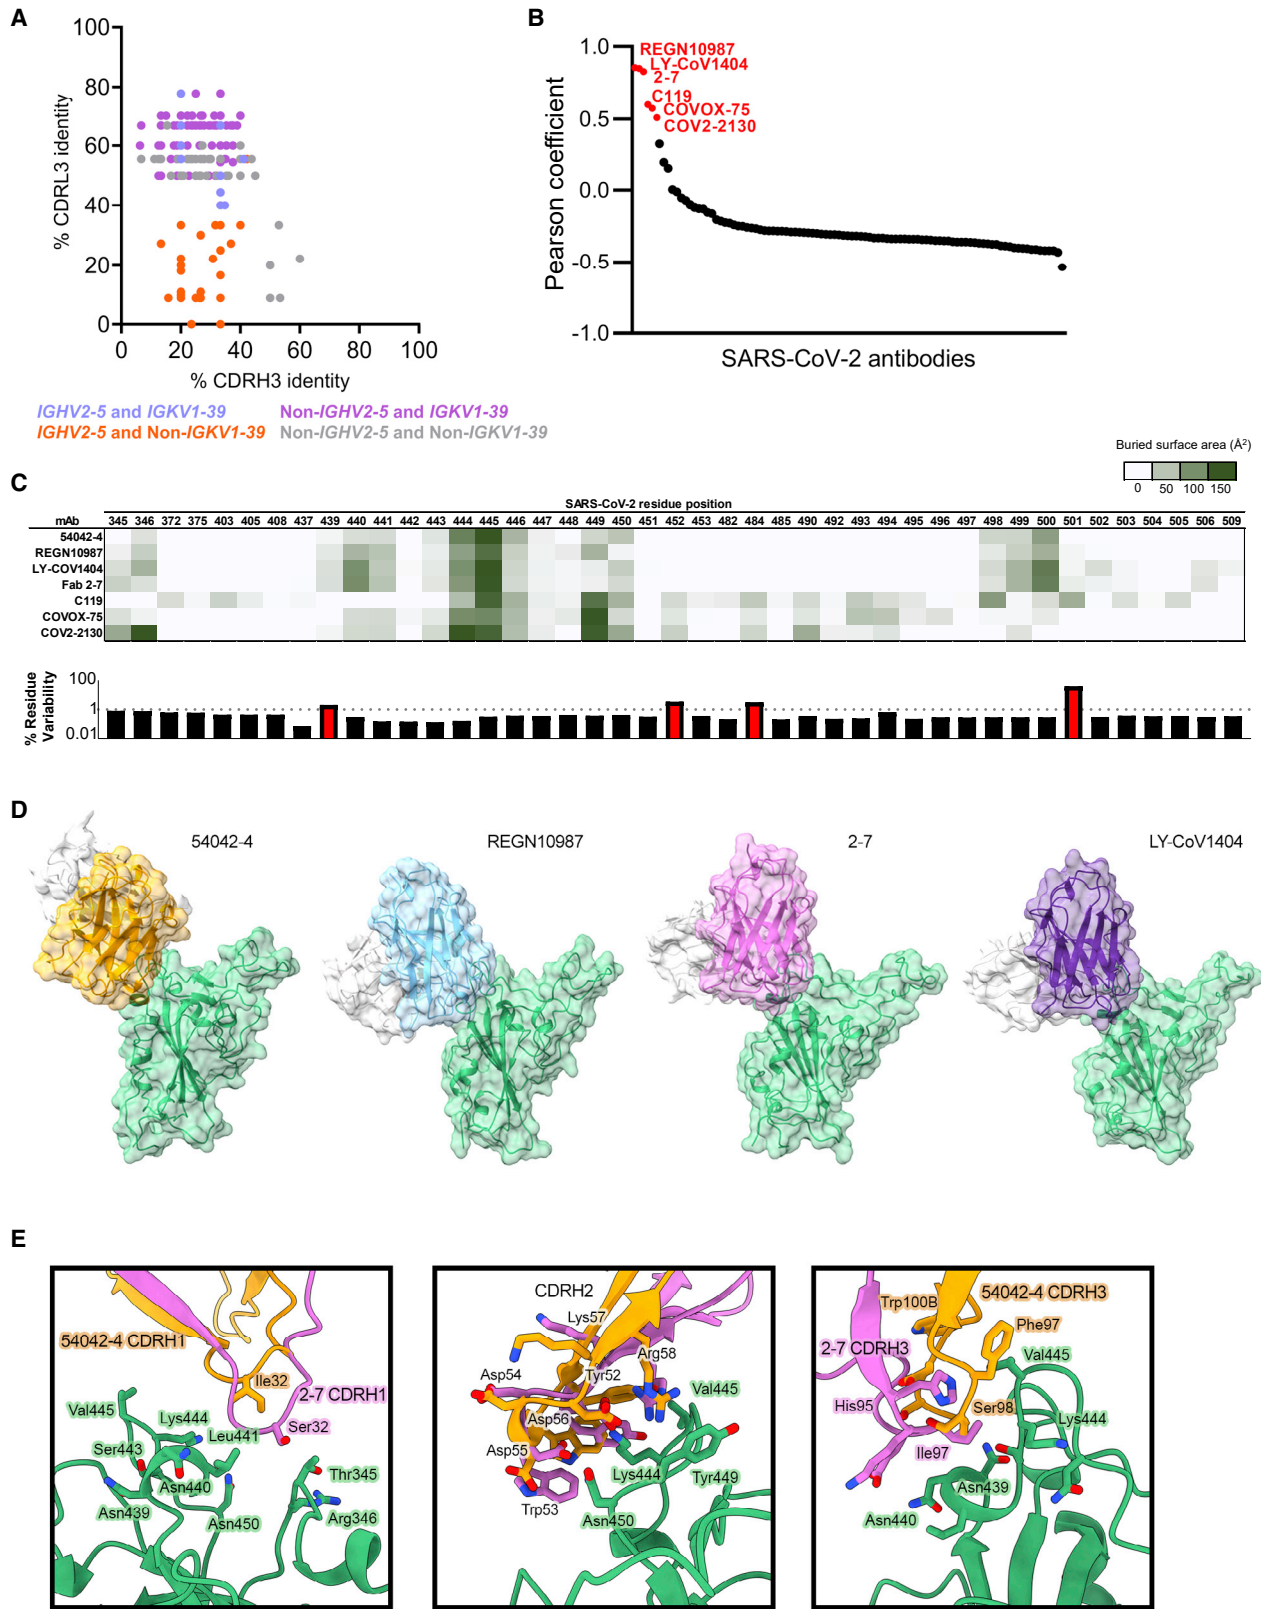 A
100
80
60
40
20
0
% CDRL3 identity
0 20 40 60 80 100
% CDRH3 identity
IGHV2-5 and IGKV1-39
Non-IGHV2-5 and IGKV1-39
IGHV2-5 and Non-IGKV1-39
Non-IGHV2-5 and Non-IGKV1-39
B
1.0
0.5
0.0
-0.5
-1.0
Pearson coefficient
REGN10987
LY-CoV1404
2-7
C119
COVOX-75
COV2-2130
SARS-CoV-2 antibodies
Buried surface area (Å²)
0 50 100 150
C
SARS-CoV-2 residue position
mAb 345 346 372 375 403 405 408 437 439 440 441 442 443 444 445 446 447 448 449 450 451 452 453 482 484 485 490 492 493 494 495 496 497 498 499 500 501 502 503 504 505 506 509
54042-4
REGN10987
LY-COV1404
Fab 2-7
C119
COVOX-75
COV2-2130
% Residue
Variability
100
1
0.01
D
54042-4
REGN10987
2-7
LY-CoV1404
E
54042-4 CDRH1
Ile32
2-7 CDRH1
Ser32
Val445
Lys444
Leu441
Ser443
Asn440
Thr345
Asn439
Asn450
Arg346
CDRH2
Lys57
Arg58
Asp54
Tyr52
Val445
Asp56
Asp55
Lys444
Tyr449
Trp53
Asn450
54042-4 CDRH3
Trp100B
Phe97
2-7 CDRH3
Val445
His95
Ser98
Lys444
Ile97
Asn439
Asn440